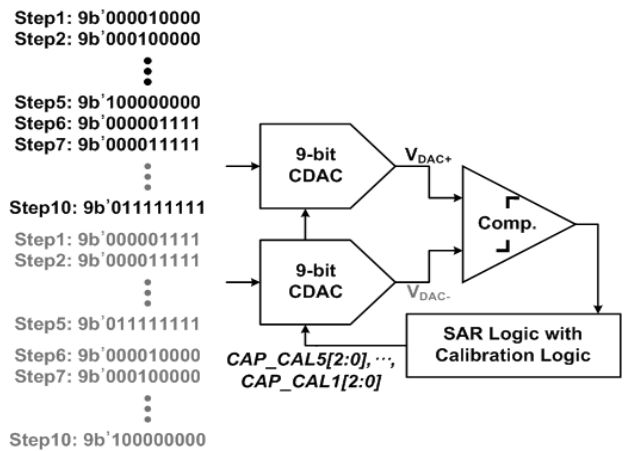 Step1: 9b'000010000
Step2: 9b'000100000
Step5: 9b'100000000
Step6: 9b'000001111
Step7: 9b'000011111
Step10: 9b'011111111
Step1: 9b'000001111
Step2: 9b'000011111
Step5: 9b'011111111
Step6: 9b'000010000
Step7: 9b'000100000
Step10: 9b'100000000
9-bit
CDAC
VDAC+
Comp.
9-bit
CDAC
VDAC-
SAR Logic with
Calibration Logic
CAP_CAL5[2:0],···,
CAP_CAL1[2:0]